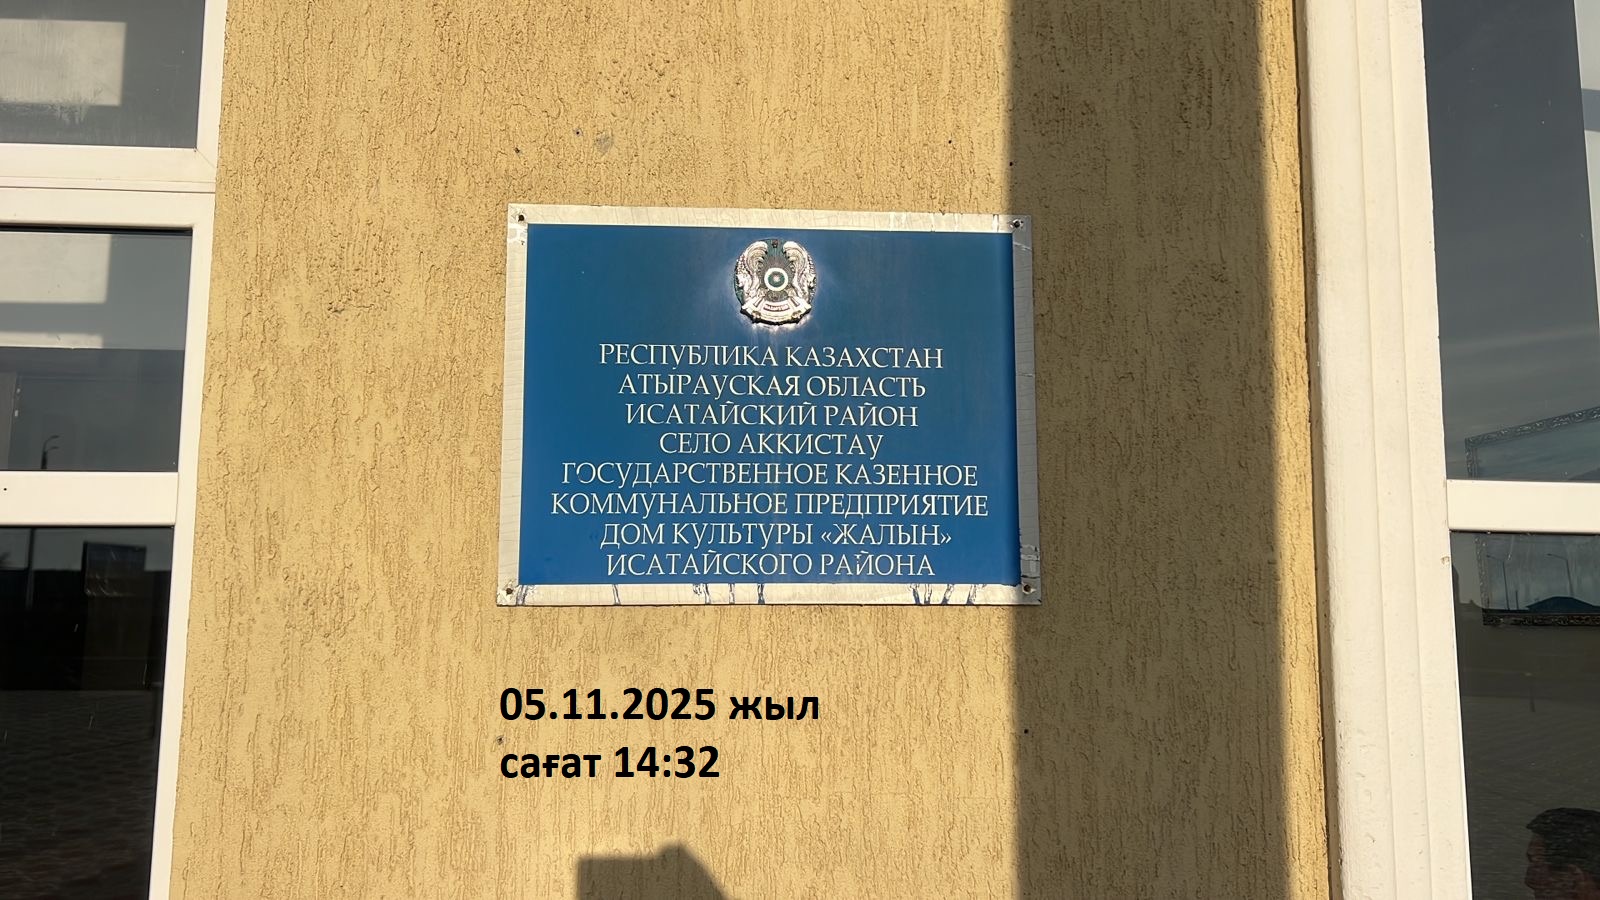 РЕСПУБЛИКА КАЗАХСТАН
АТЫРАУСКАЯ ОБЛАСТЬ
ИСАТАЙСКИЙ РАЙОН
СЕЛО АККИСТАУ
ГОСУДАРСТВЕННОЕ КАЗЕННОЕ
КОММУНАЛЬНОЕ ПРЕДПРИЯТИЕ
ДОМ КУЛЬТУРЫ «ЖАЛЫН»
ИСАТАЙСКОГО РАЙОНА
05.11.2025 жыл
сағат 14:32